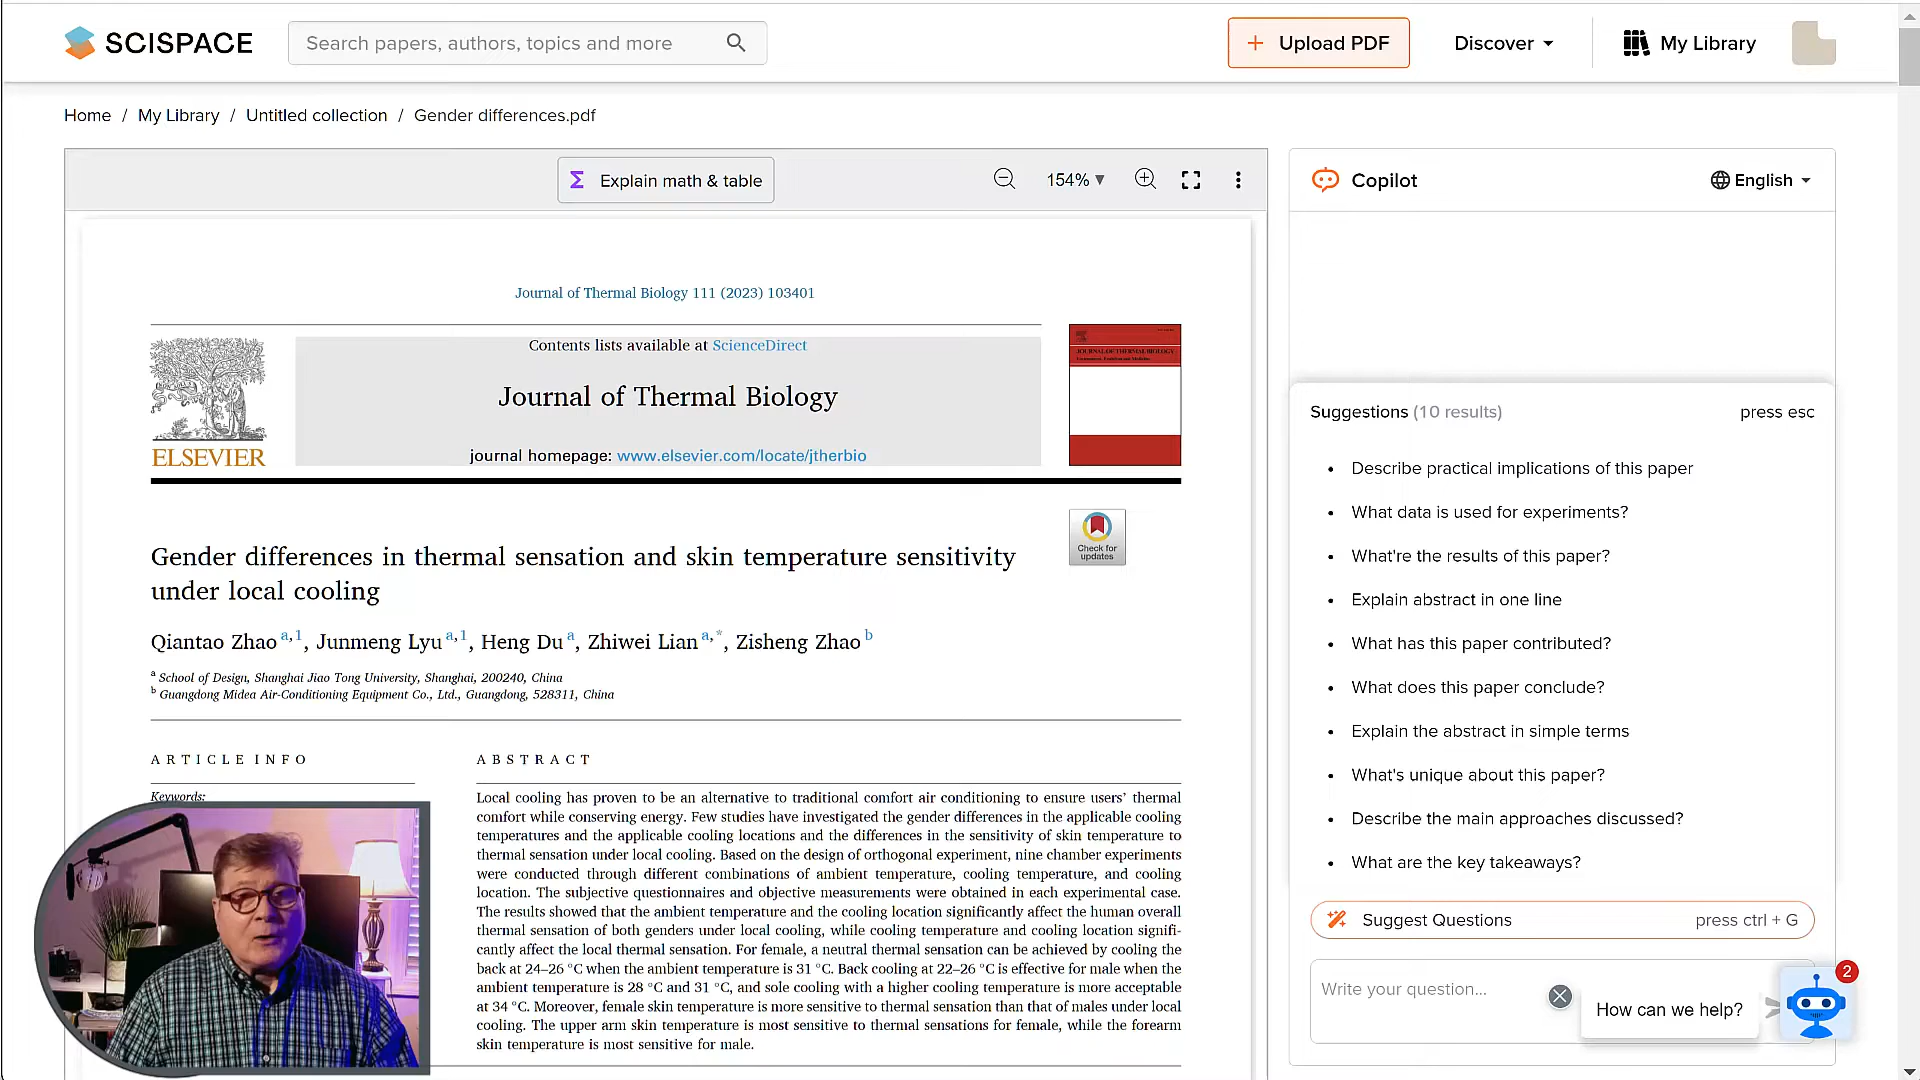 SCISPACE
Search papers, authors, topics and more
+ Upload PDF
Discover
My Library
Home / My Library / Untitled collection / Gender differences.pdf
Σ Explain math & table
154%
Journal of Thermal Biology 111 (2023) 103401
Contents lists available at ScienceDirect
Journal of Thermal Biology
journal homepage: www.elsevier.com/locate/jtherbio
ELSEVIER
JOURNAL OF THERMAL BIOLOGY
Check for
updates
Gender differences in thermal sensation and skin temperature sensitivity
under local cooling
Qiantao Zhao a,1, Junmeng Lyu a,1, Heng Du a, Zhiwei Lian a,*, Zisheng Zhao b
a School of Design, Shanghai Jiao Tong University, Shanghai, 200240, China
b Guangdong Midea Air-Conditioning Equipment Co., Ltd., Guangdong, 528311, China
ARTICLE INFO
Keywords:
ABSTRACT
Local cooling has proven to be an alternative to traditional comfort air conditioning to ensure users' thermal
comfort while conserving energy. Few studies have investigated the gender differences in the applicable cooling
temperatures and the applicable cooling locations and the differences in the sensitivity of skin temperature to
thermal sensation under local cooling. Based on the design of orthogonal experiment, nine chamber experiments
were conducted through different combinations of ambient temperature, cooling temperature, and cooling
location. The subjective questionnaires and objective measurements were obtained in each experimental case.
The results showed that the ambient temperature and the cooling location significantly affect the human overall
thermal sensation of both genders under local cooling, while cooling temperature and cooling location signifi-
cantly affect the local thermal sensation. For female, a neutral thermal sensation can be achieved by cooling the
back at 24–26 °C when the ambient temperature is 31 °C. Back cooling at 22–26 °C is effective for male when the
ambient temperature is 28 °C and 31 °C, and sole cooling with a higher cooling temperature is more acceptable
at 34 °C. Moreover, female skin temperature is more sensitive to thermal sensation than that of males under local
cooling. The upper arm skin temperature is most sensitive to thermal sensations for female, while the forearm
skin temperature is most sensitive for male.
Copilot
English
Suggestions (10 results)
press esc
• Describe practical implications of this paper
• What data is used for experiments?
• What're the results of this paper?
• Explain abstract in one line
• What has this paper contributed?
• What does this paper conclude?
• Explain the abstract in simple terms
• What's unique about this paper?
• Describe the main approaches discussed?
• What are the key takeaways?
Suggest Questions
press ctrl + G
Write your question...
How can we help?
2